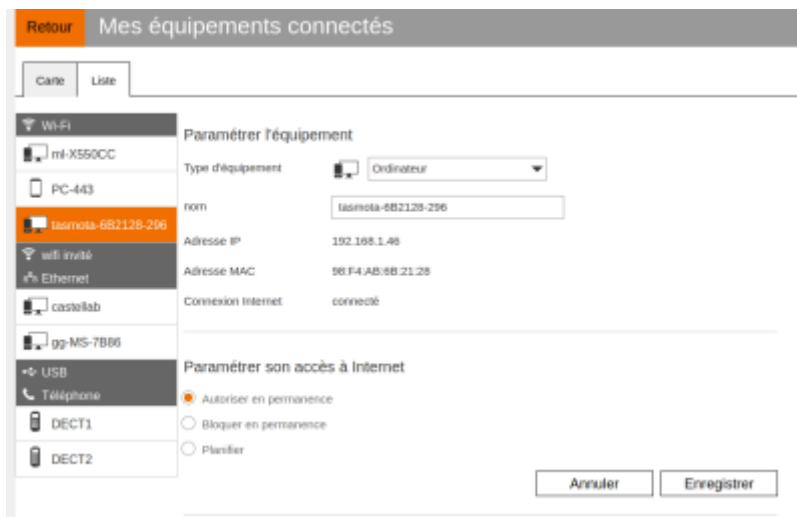 Retour Mes équipements connectés
Carte Liste
Wi-Fi
ml-X550CC
PC-443
tasmota-6B2128-296
wifi invité
Ethernet
castellab
gg-MS-7B86
USB
Téléphone
DECT1
DECT2
Paramétrer l'équipement
Type d'équipement Ordinateur
nom tasmota-6B2128-296
Adresse IP 192.168.1.46
Adresse MAC 98:F4:AB:6B:21:28
Connexion Internet connecté
Paramétrer son accès à Internet
Autoriser en permanence
Bloquer en permanence
Planifier
Annuler Enregistrer